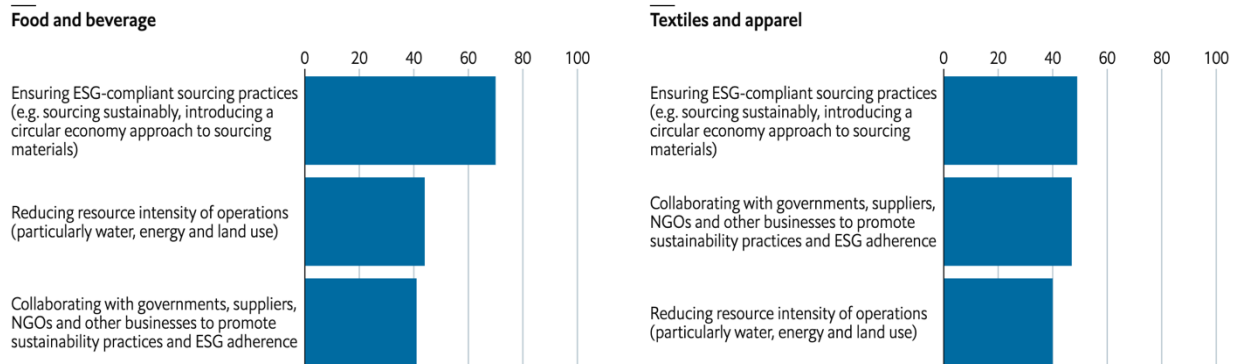 Food and beverage
0 20 40 60 80 100
Ensuring ESG-compliant sourcing practices
(e.g. sourcing sustainably, introducing a
circular economy approach to sourcing
materials)
Reducing resource intensity of operations
(particularly water, energy and land use)
Collaborating with governments, suppliers,
NGOs and other businesses to promote
sustainability practices and ESG adherence
Textiles and apparel
0 20 40 60 80 100
Ensuring ESG-compliant sourcing practices
(e.g. sourcing sustainably, introducing a
circular economy approach to sourcing
materials)
Collaborating with governments, suppliers,
NGOs and other businesses to promote
sustainability practices and ESG adherence
Reducing resource intensity of operations
(particularly water, energy and land use)